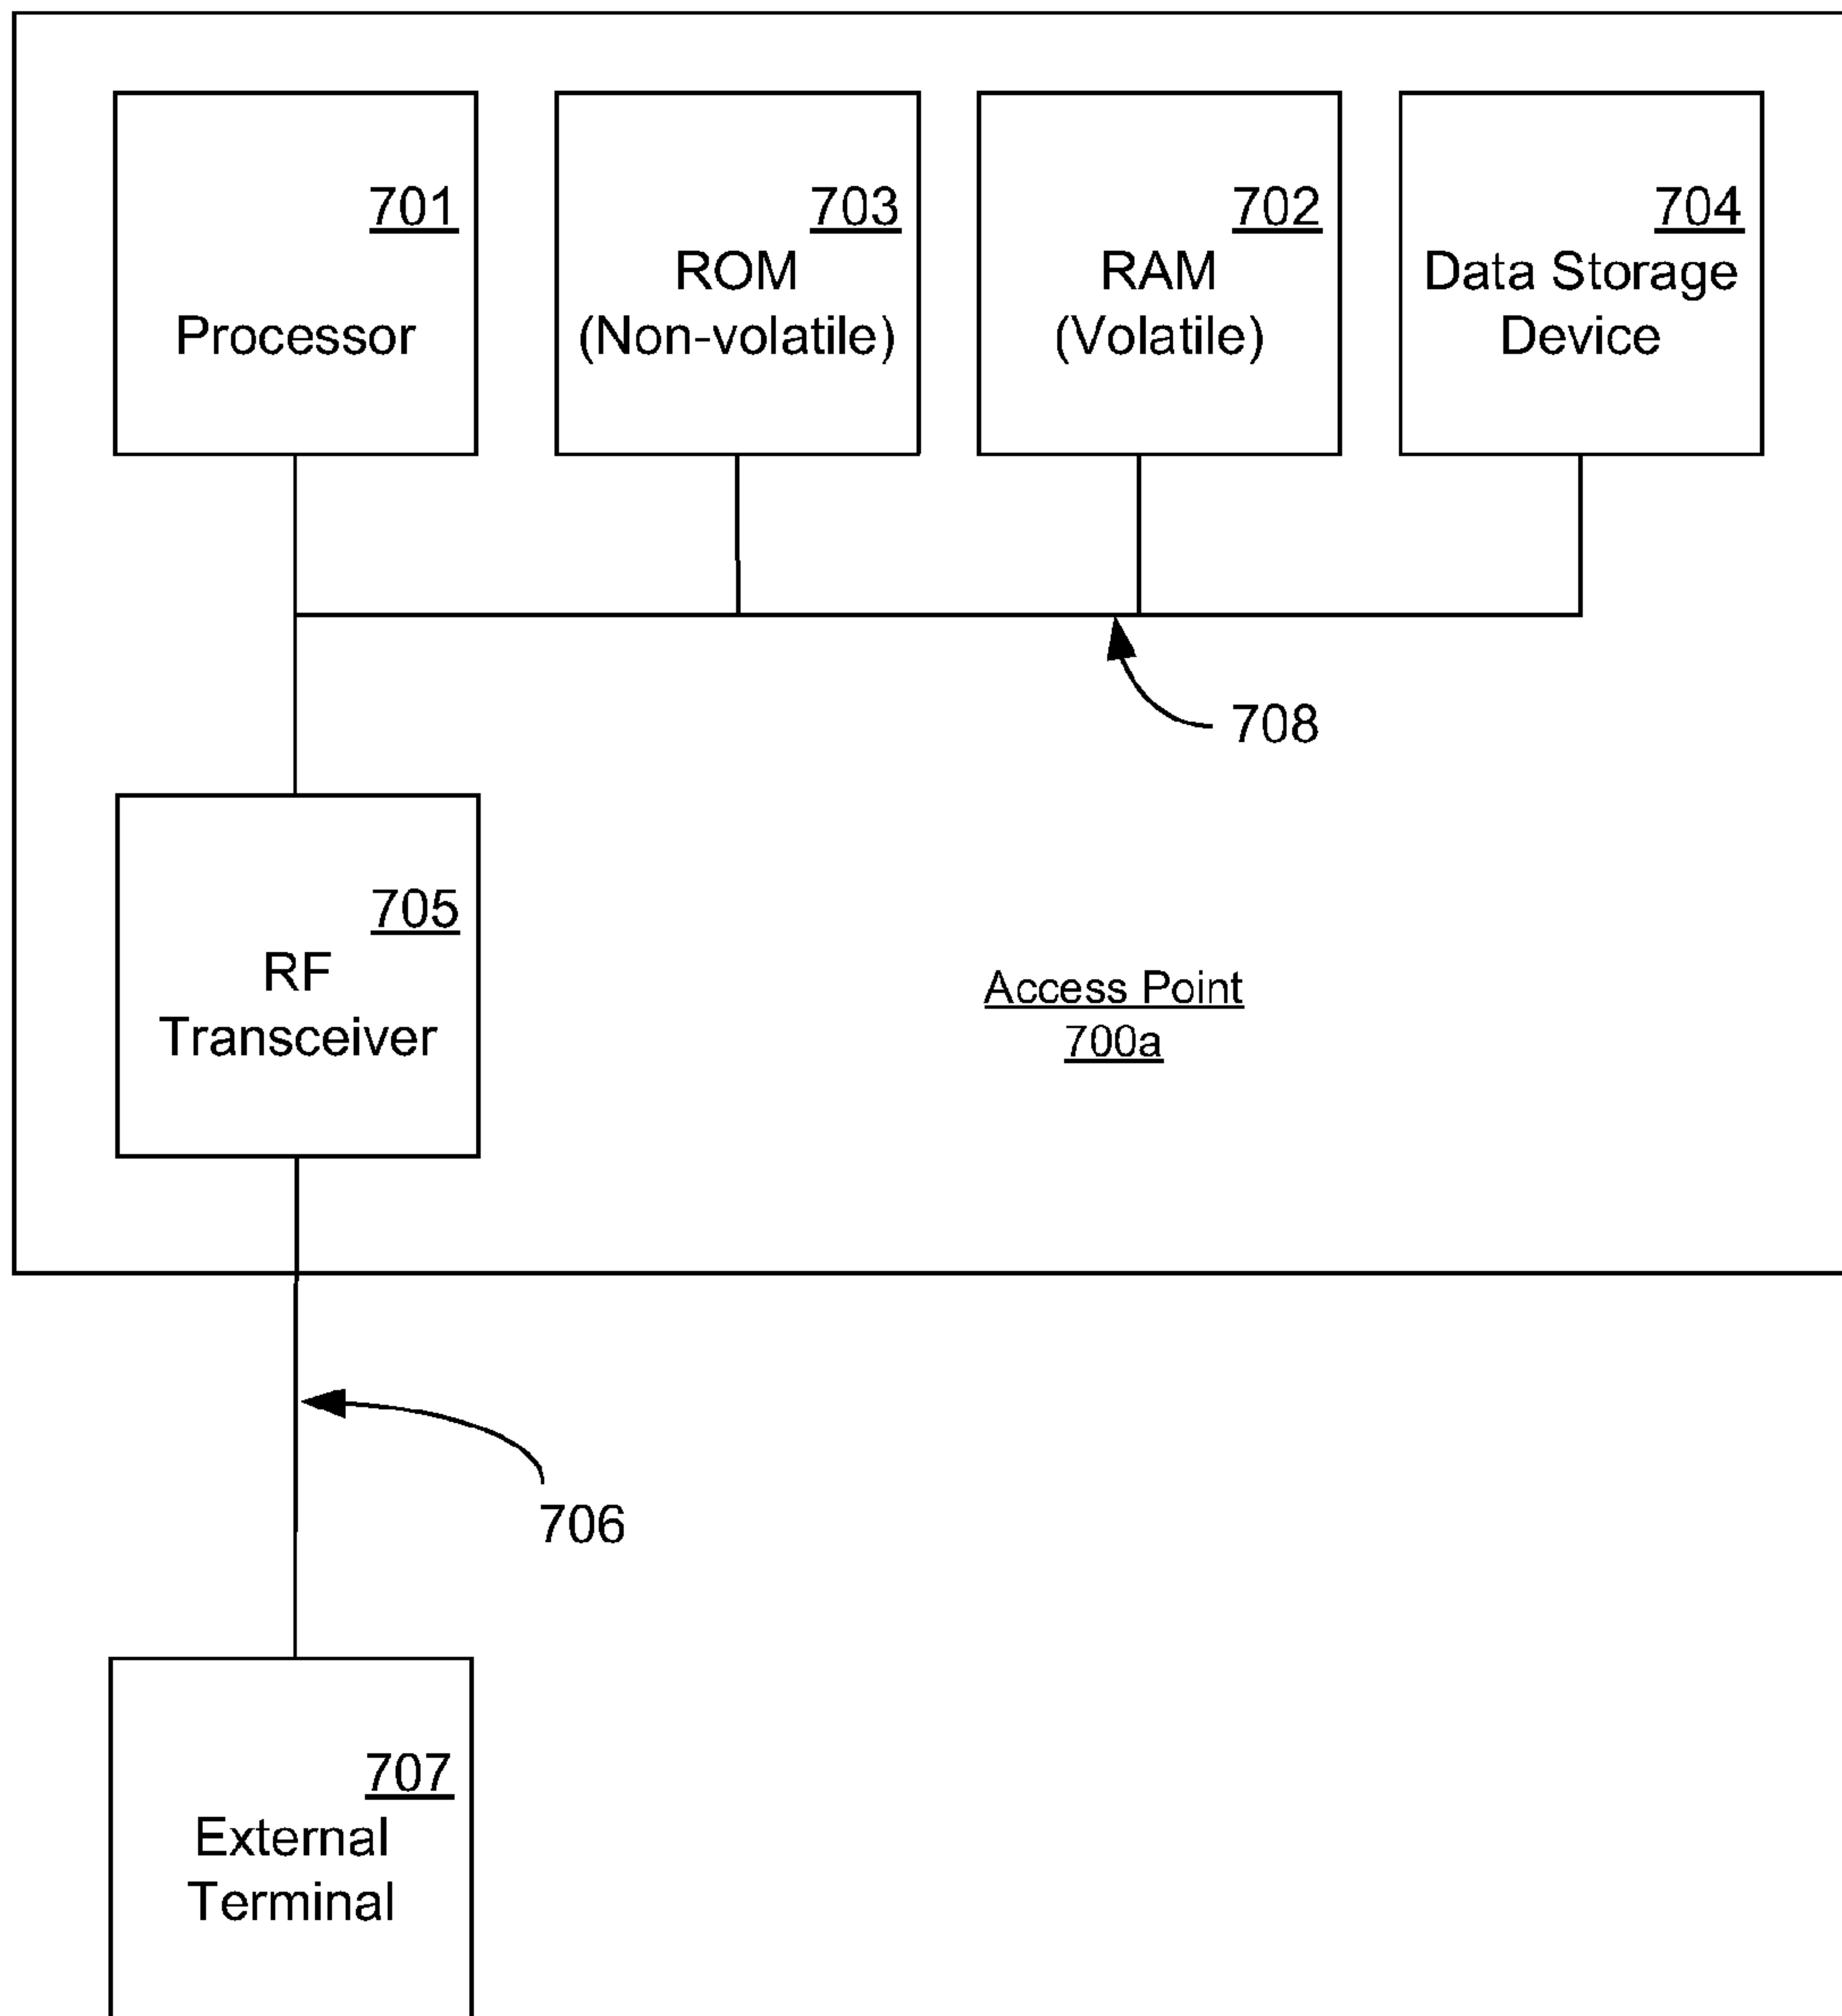 701
Processor
703
ROM
(Non-volatile)
702
RAM
(Volatile)
704
Data Storage
Device
708
705
RF
Transceiver
Access Point
700a
706
707
External
Terminal